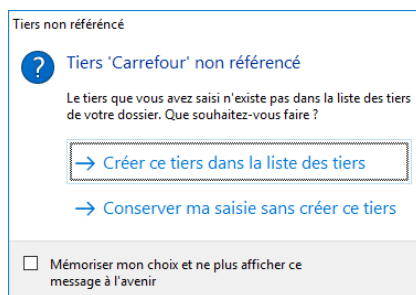 Tiers non référéncé
Tiers 'Carrefour' non référencé
Le tiers que vous avez saisi n'existe pas dans la liste des tiers
de votre dossier. Que souhaitez-vous faire ?
→ Créer ce tiers dans la liste des tiers
→ Conserver ma saisie sans créer ce tiers
Mémoriser mon choix et ne plus afficher ce
message à l'avenir